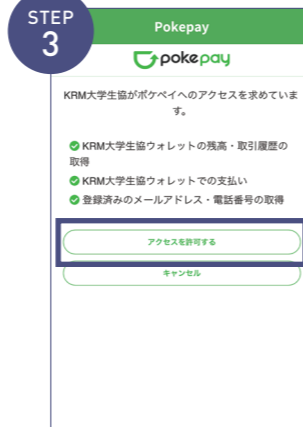 STEP
3
Pokepay
pokepay
KRM大学生協がポケペイへのアクセスを求めていま
す。
KRM大学生協ウォレットの残高・取引履歴の
取得
KRM大学生協ウォレットでの支払い
登録済みのメールアドレス・電話番号の取得
アクセスを許可する
キャンセル